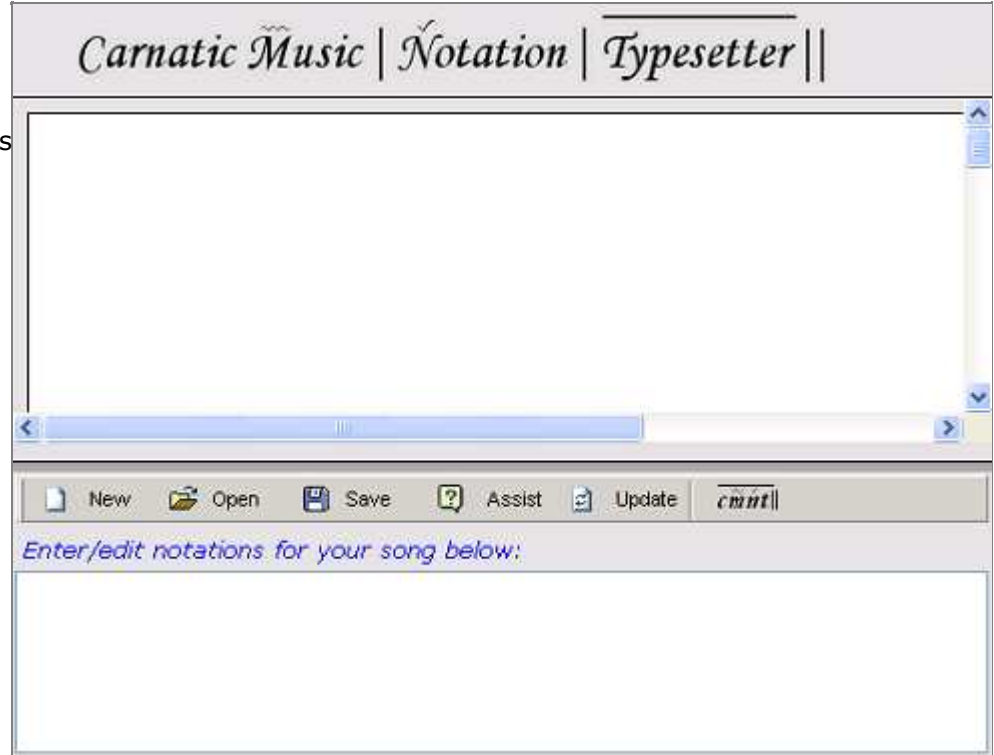 Carnatic Music | Notation | Typesetter ||
s
New Open Save Assist Update cmnt||
Enter/edit notations for your song below: